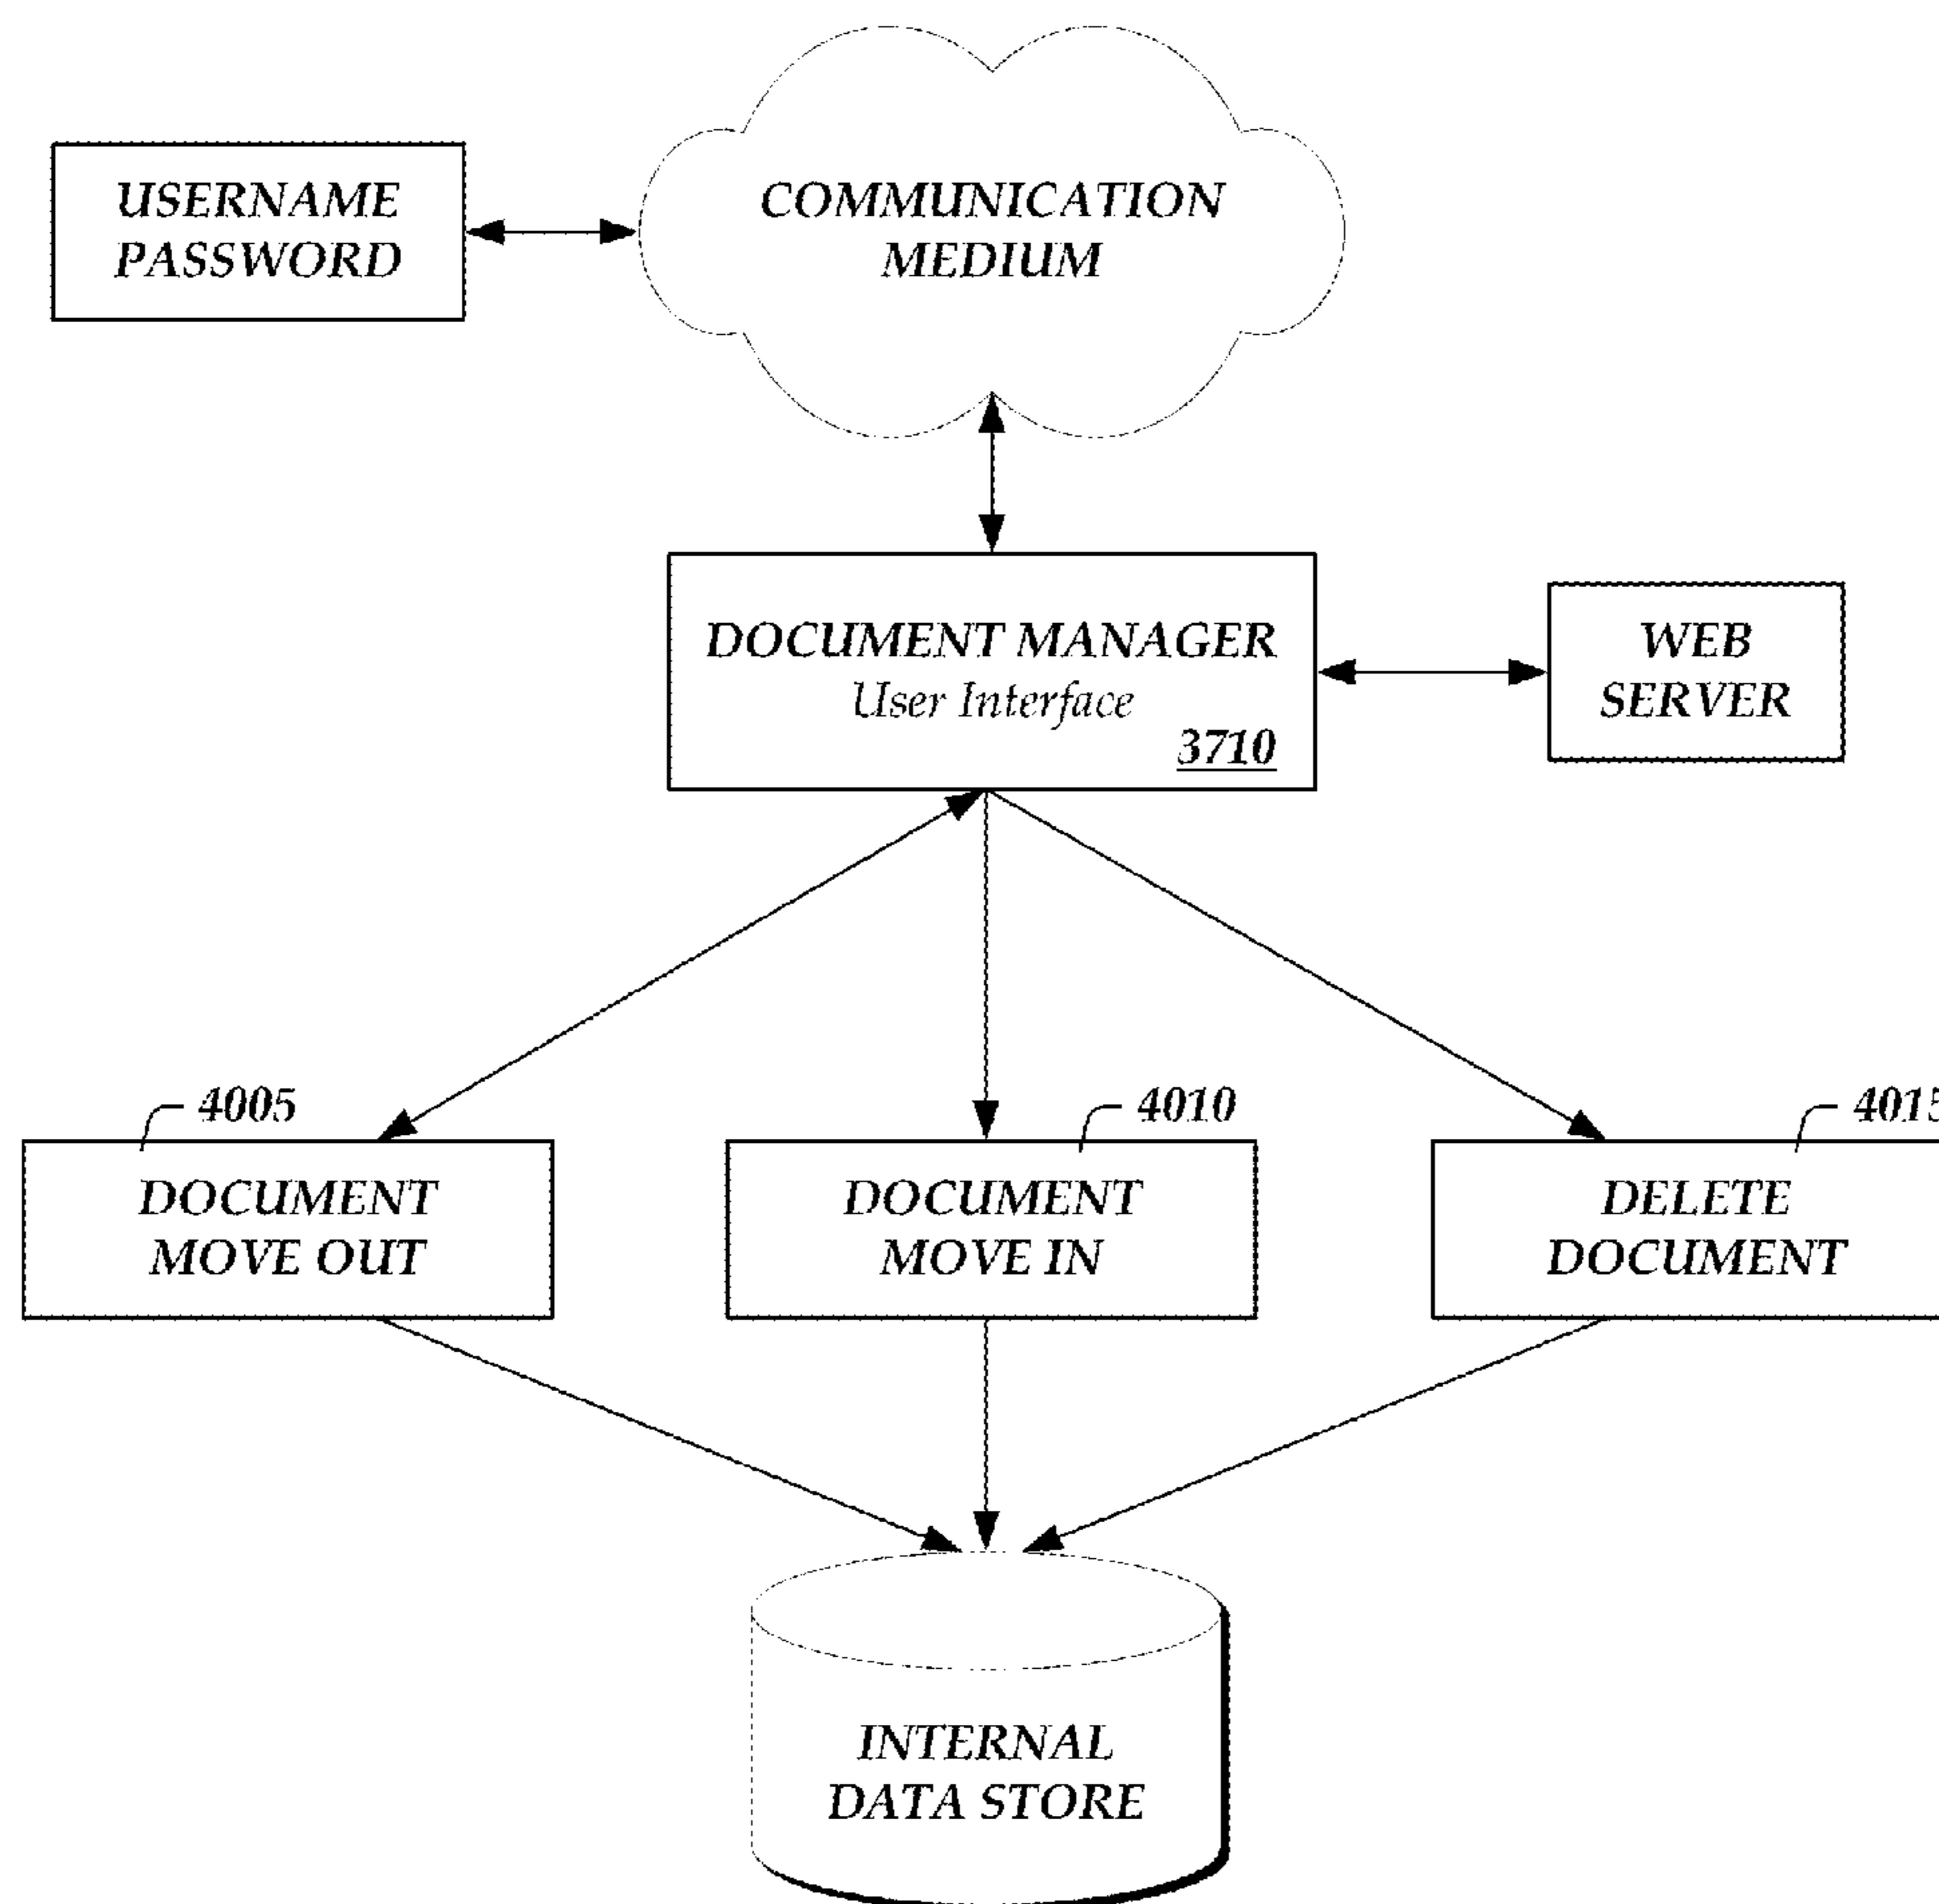 USERNAME
PASSWORD
COMMUNICATION
MEDIUM
DOCUMENT MANAGER
User Interface
3710
WEB
SERVER
4005
DOCUMENT
MOVE OUT
4010
DOCUMENT
MOVE IN
4015
DELETE
DOCUMENT
INTERNAL
DATA STORE